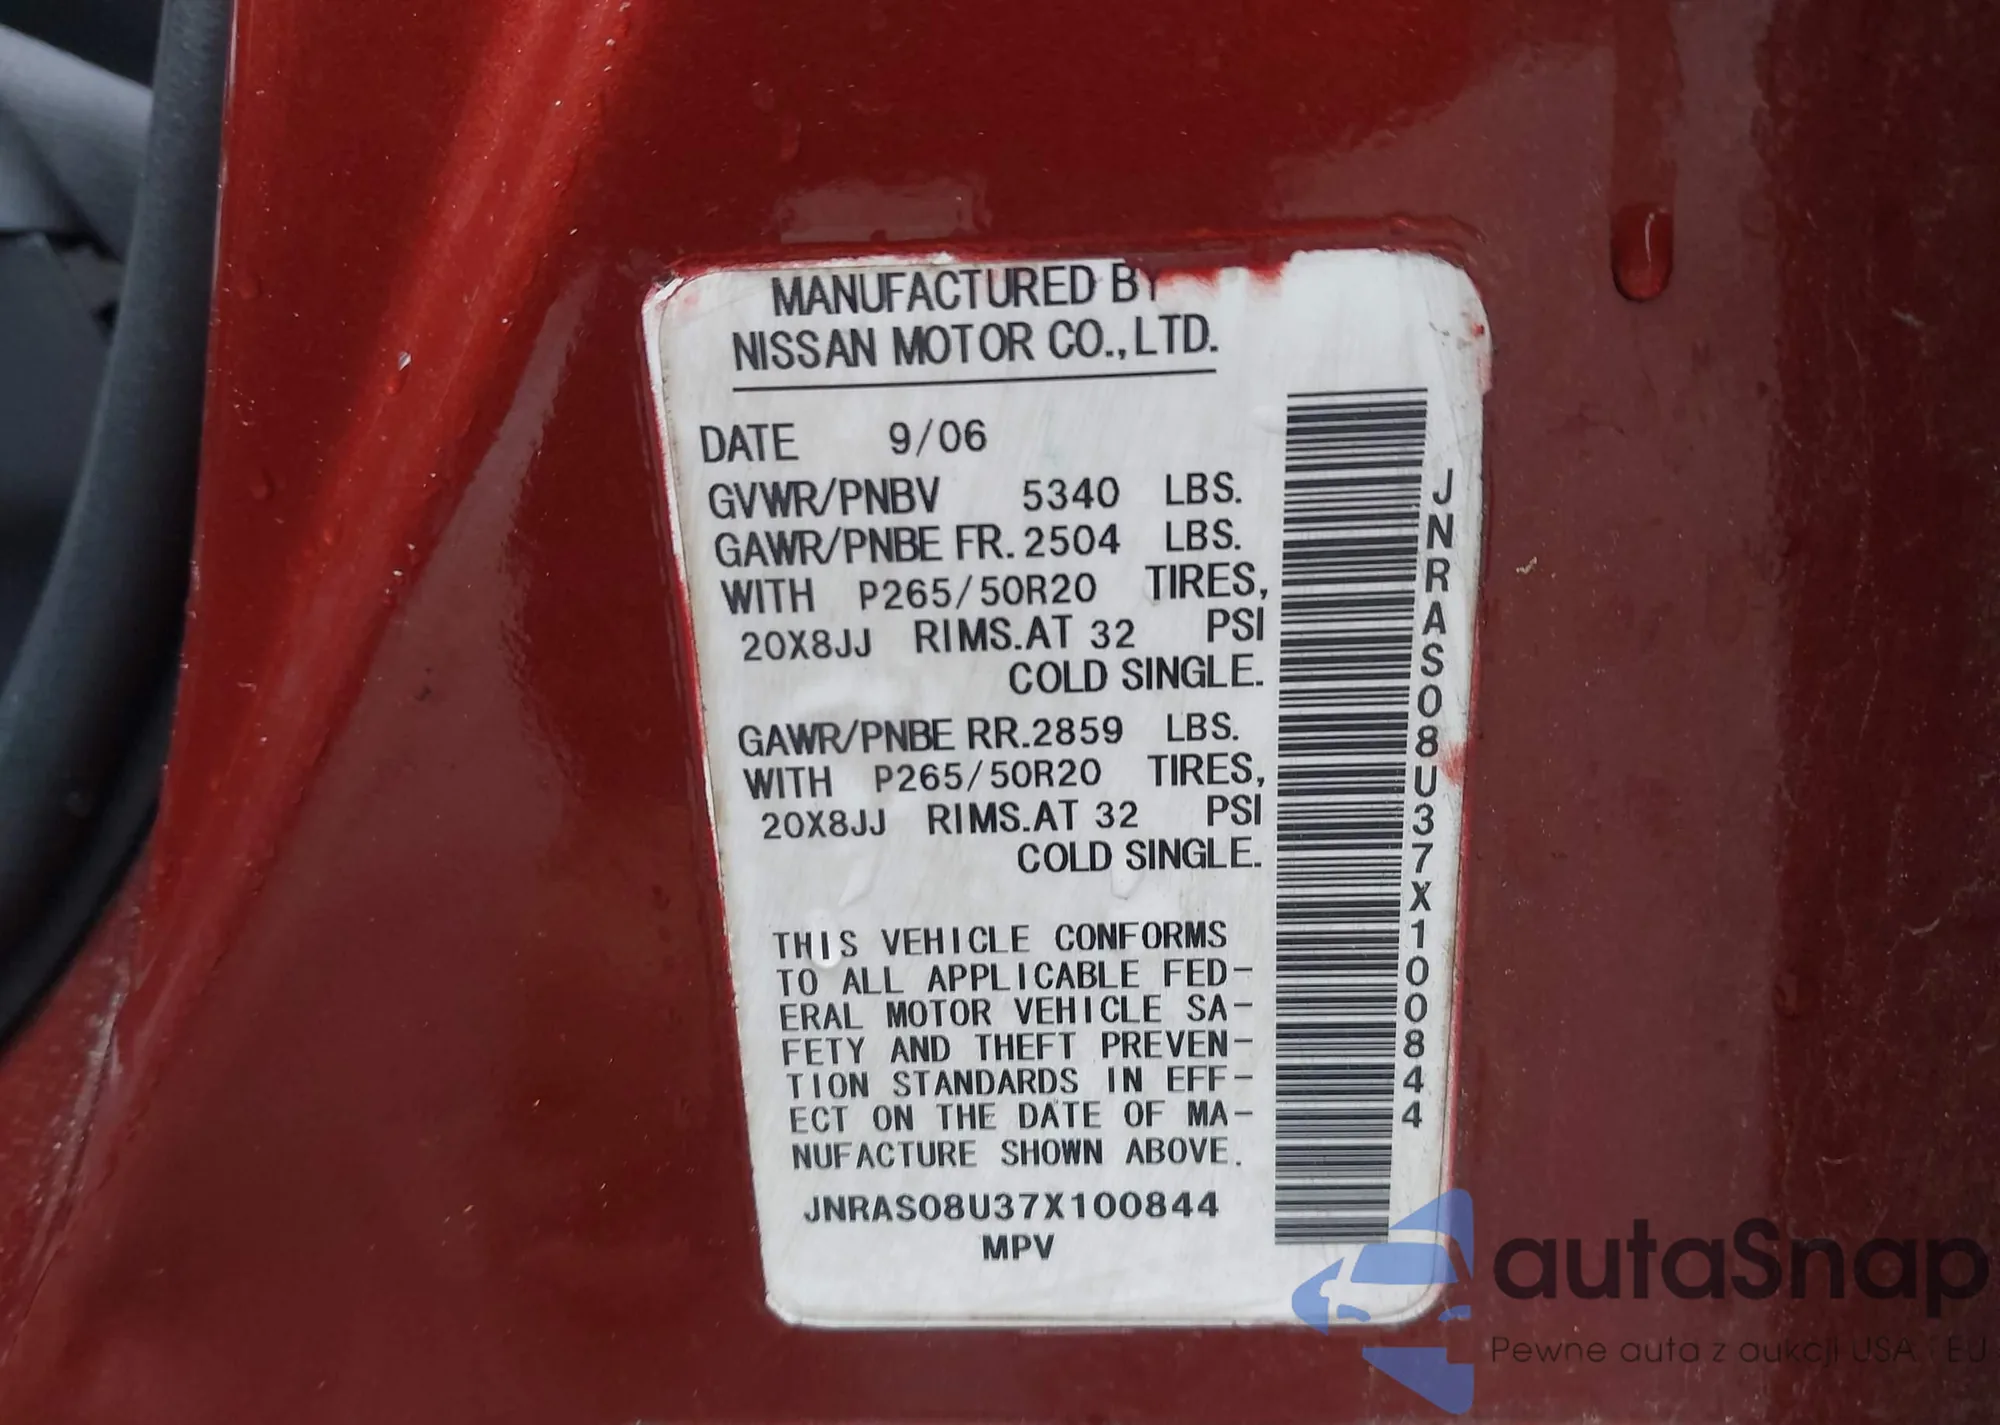 MANUFACTURED BY
NISSAN MOTOR CO., LTD.
DATE 9/06
GVWR/PNBV 5340 LBS.
GAWR/PNBE FR. 2504 LBS.
WITH P265/50R20 TIRES,
20X8JJ RIMS.AT 32 PSI
COLD SINGLE.
GAWR/PNBE RR. 2859 LBS.
WITH P265/50R20 TIRES,
20X8JJ RIMS.AT 32 PSI
COLD SINGLE.
THIS VEHICLE CONFORMS
TO ALL APPLICABLE FED-
ERAL MOTOR VEHICLE SA-
FETY AND THEFT PREVEN-
TION STANDARDS IN EFF-
ECT ON THE DATE OF MA-
NUFACTURE SHOWN ABOVE.
JNRAS08U37X100844
MPV
JNRAS08U37X100844
autaSnap
Pewne auta z aukcji USA i EU